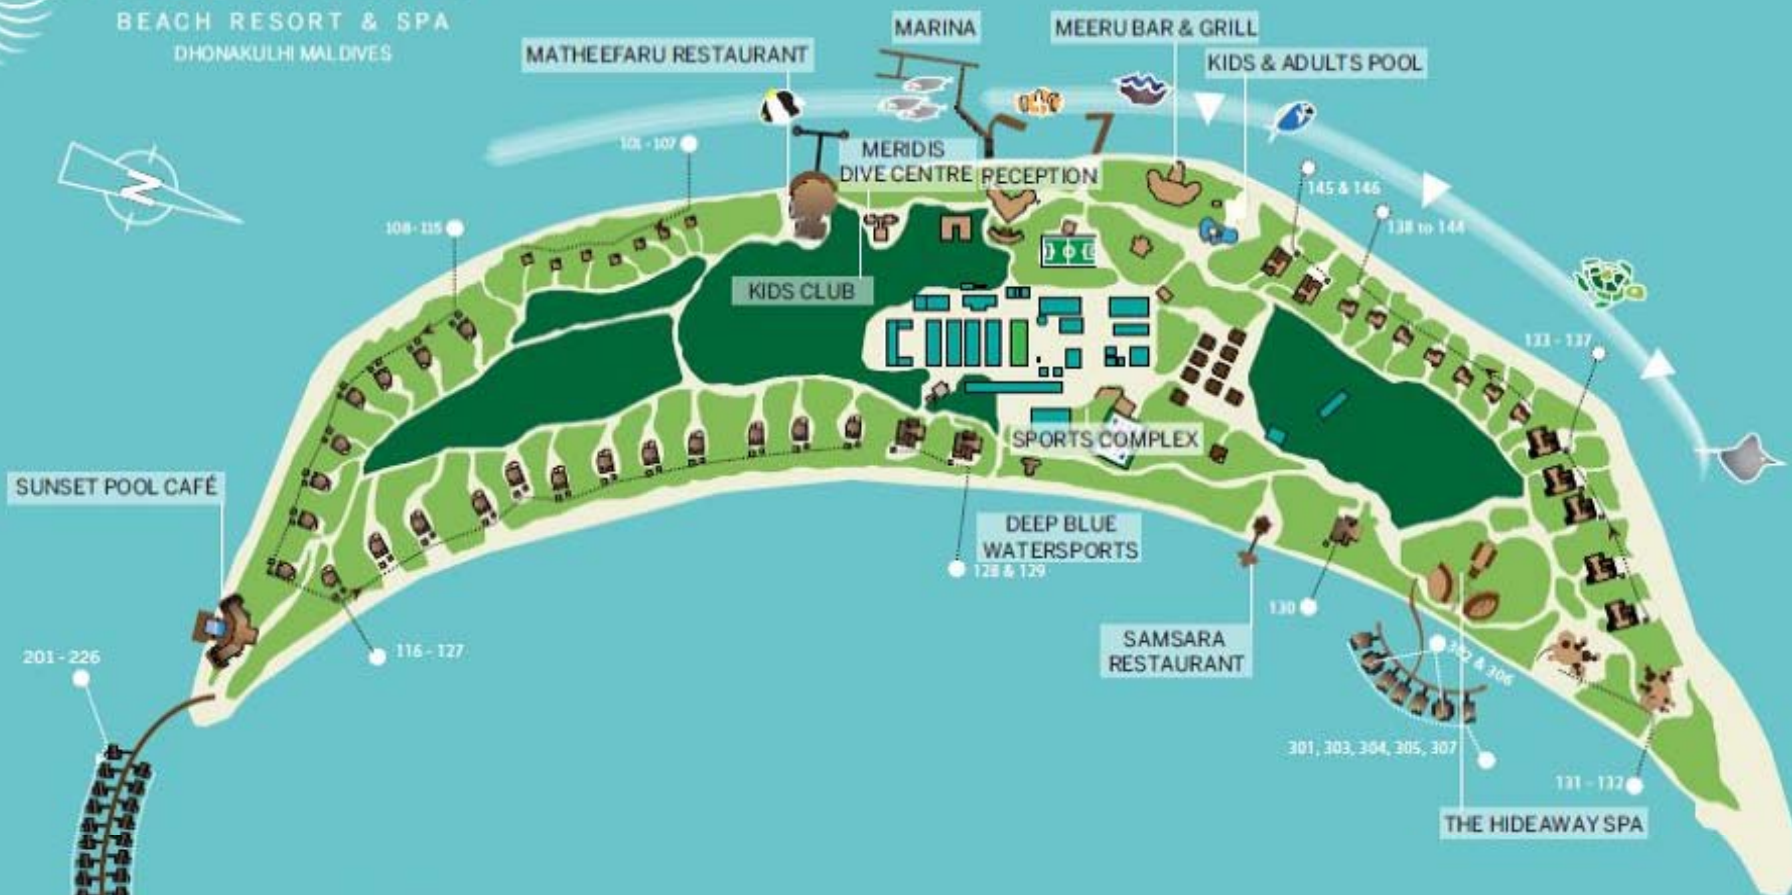 BEACH RESORT & SPA
DHONAKULHI MALDIVES
MARINA
MEERU BAR & GRILL
MATHEEFARU RESTAURANT
KIDS & ADULTS POOL
N
101 - 107
MERIDIS
DIVE CENTRE
RECEPTION
145 & 146
138 to 144
108 - 115
KIDS CLUB
133 - 137
SPORTS COMPLEX
SUNSET POOL CAFÉ
DEEP BLUE
WATERSPORTS
128 & 129
130
SAMSARA
RESTAURANT
116 - 127
201 - 226
302 & 306
301, 303, 304, 305, 307
131 - 132
THE HIDEAWAY SPA